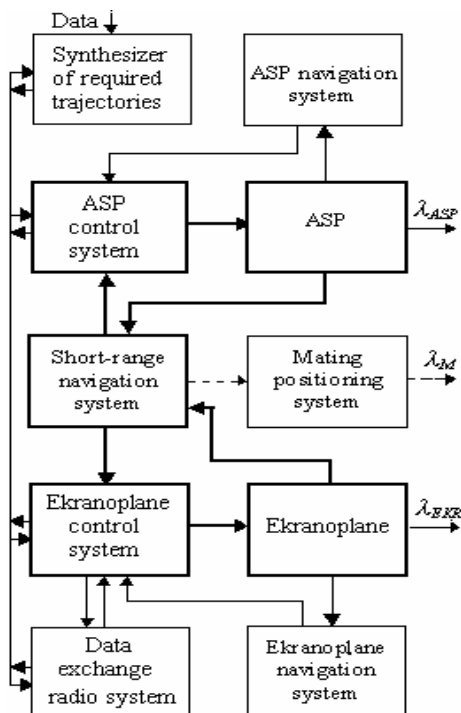 Data
Synthesizer
of required
trajectories
ASP navigation
system
ASP
control
system
ASP
λASP
Short-range
navigation
system
Mating
positioning
system
λM
Ekranoplane
control
system
Ekranoplane
λEKR
Data
exchange
radio system
Ekranoplane
navigation
system